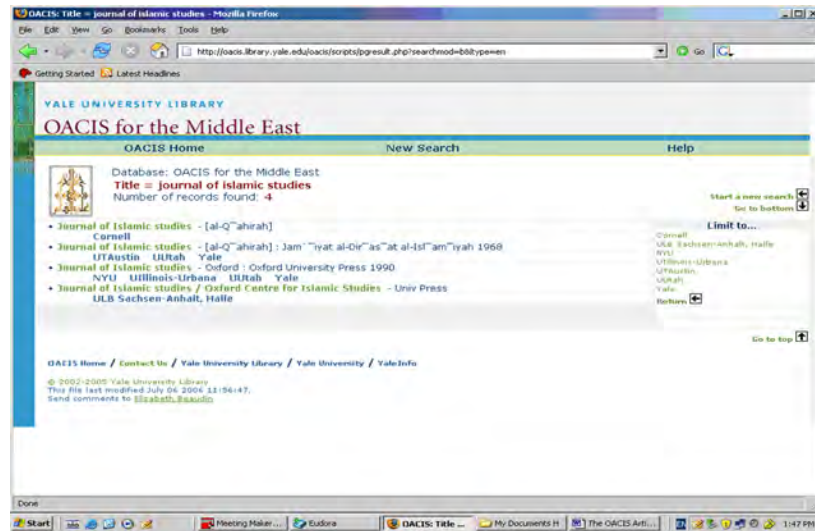 OACIS: Title = journal of islamic studies - Mozilla Firefox
File Edit View Go Bookmarks Tools Help
http://oacis.library.yale.edu/oacis/scripts/pgresult.php?searchmod=bb&type=en
Go
Getting Started Latest Headlines
YALE UNIVERSITY LIBRARY
OACIS for the Middle East
OACIS Home New Search Help
Database: OACIS for the Middle East
Title = journal of islamic studies
Number of records found: 4
Start a new search
Go to bottom
• Journal of Islamic studies - [al-Q¯ahirah]
Cornell
• Journal of Islamic studies - [al-Q¯ahirah] : Jam¯`iyat al-Dir¯as¯at al-Isl¯am¯iyah 1968
UTAustin UUtah Yale
• Journal of Islamic studies - Oxford : Oxford University Press 1990
NYU UIllinois-Urbana UUtah Yale
• Journal of Islamic studies / Oxford Centre for Islamic Studies - Univ Press
ULB Sachsen-Anhalt, Halle
Limit to...
Cornell
ULB Sachsen-Anhalt, Halle
NYU
UIllinois-Urbana
UTAustin
UUtah
Yale
Return
Go to top
OACIS Home / Contact Us / Yale University Library / Yale University / YaleInfo
© 2002-2005 Yale University Library
This file last modified July 06 2006 11:56:47.
Send comments to Elizabeth Beaudin
Done
Start Meeting Maker... Eudora OACIS: Title ... My Documents H The OACIS Arti... 1:47 PM